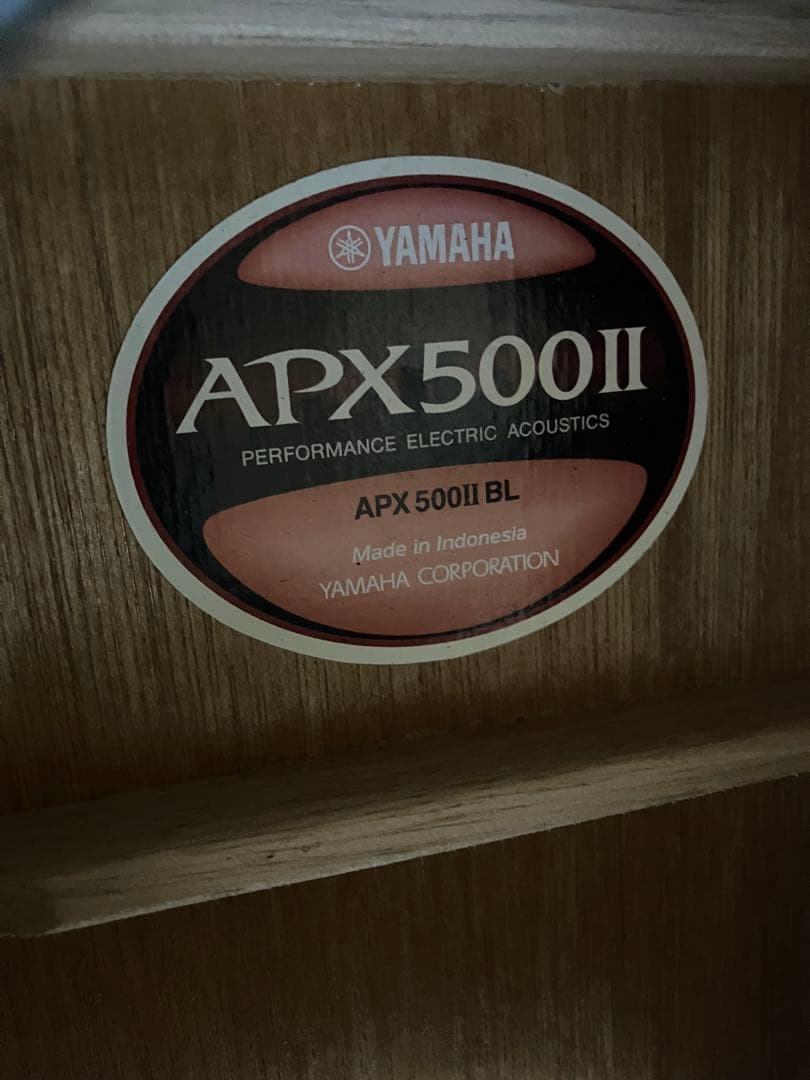 YAMAHA
APX500II
PERFORMANCE ELECTRIC ACOUSTICS
APX 500II BL
Made in Indonesia
YAMAHA CORPORATION